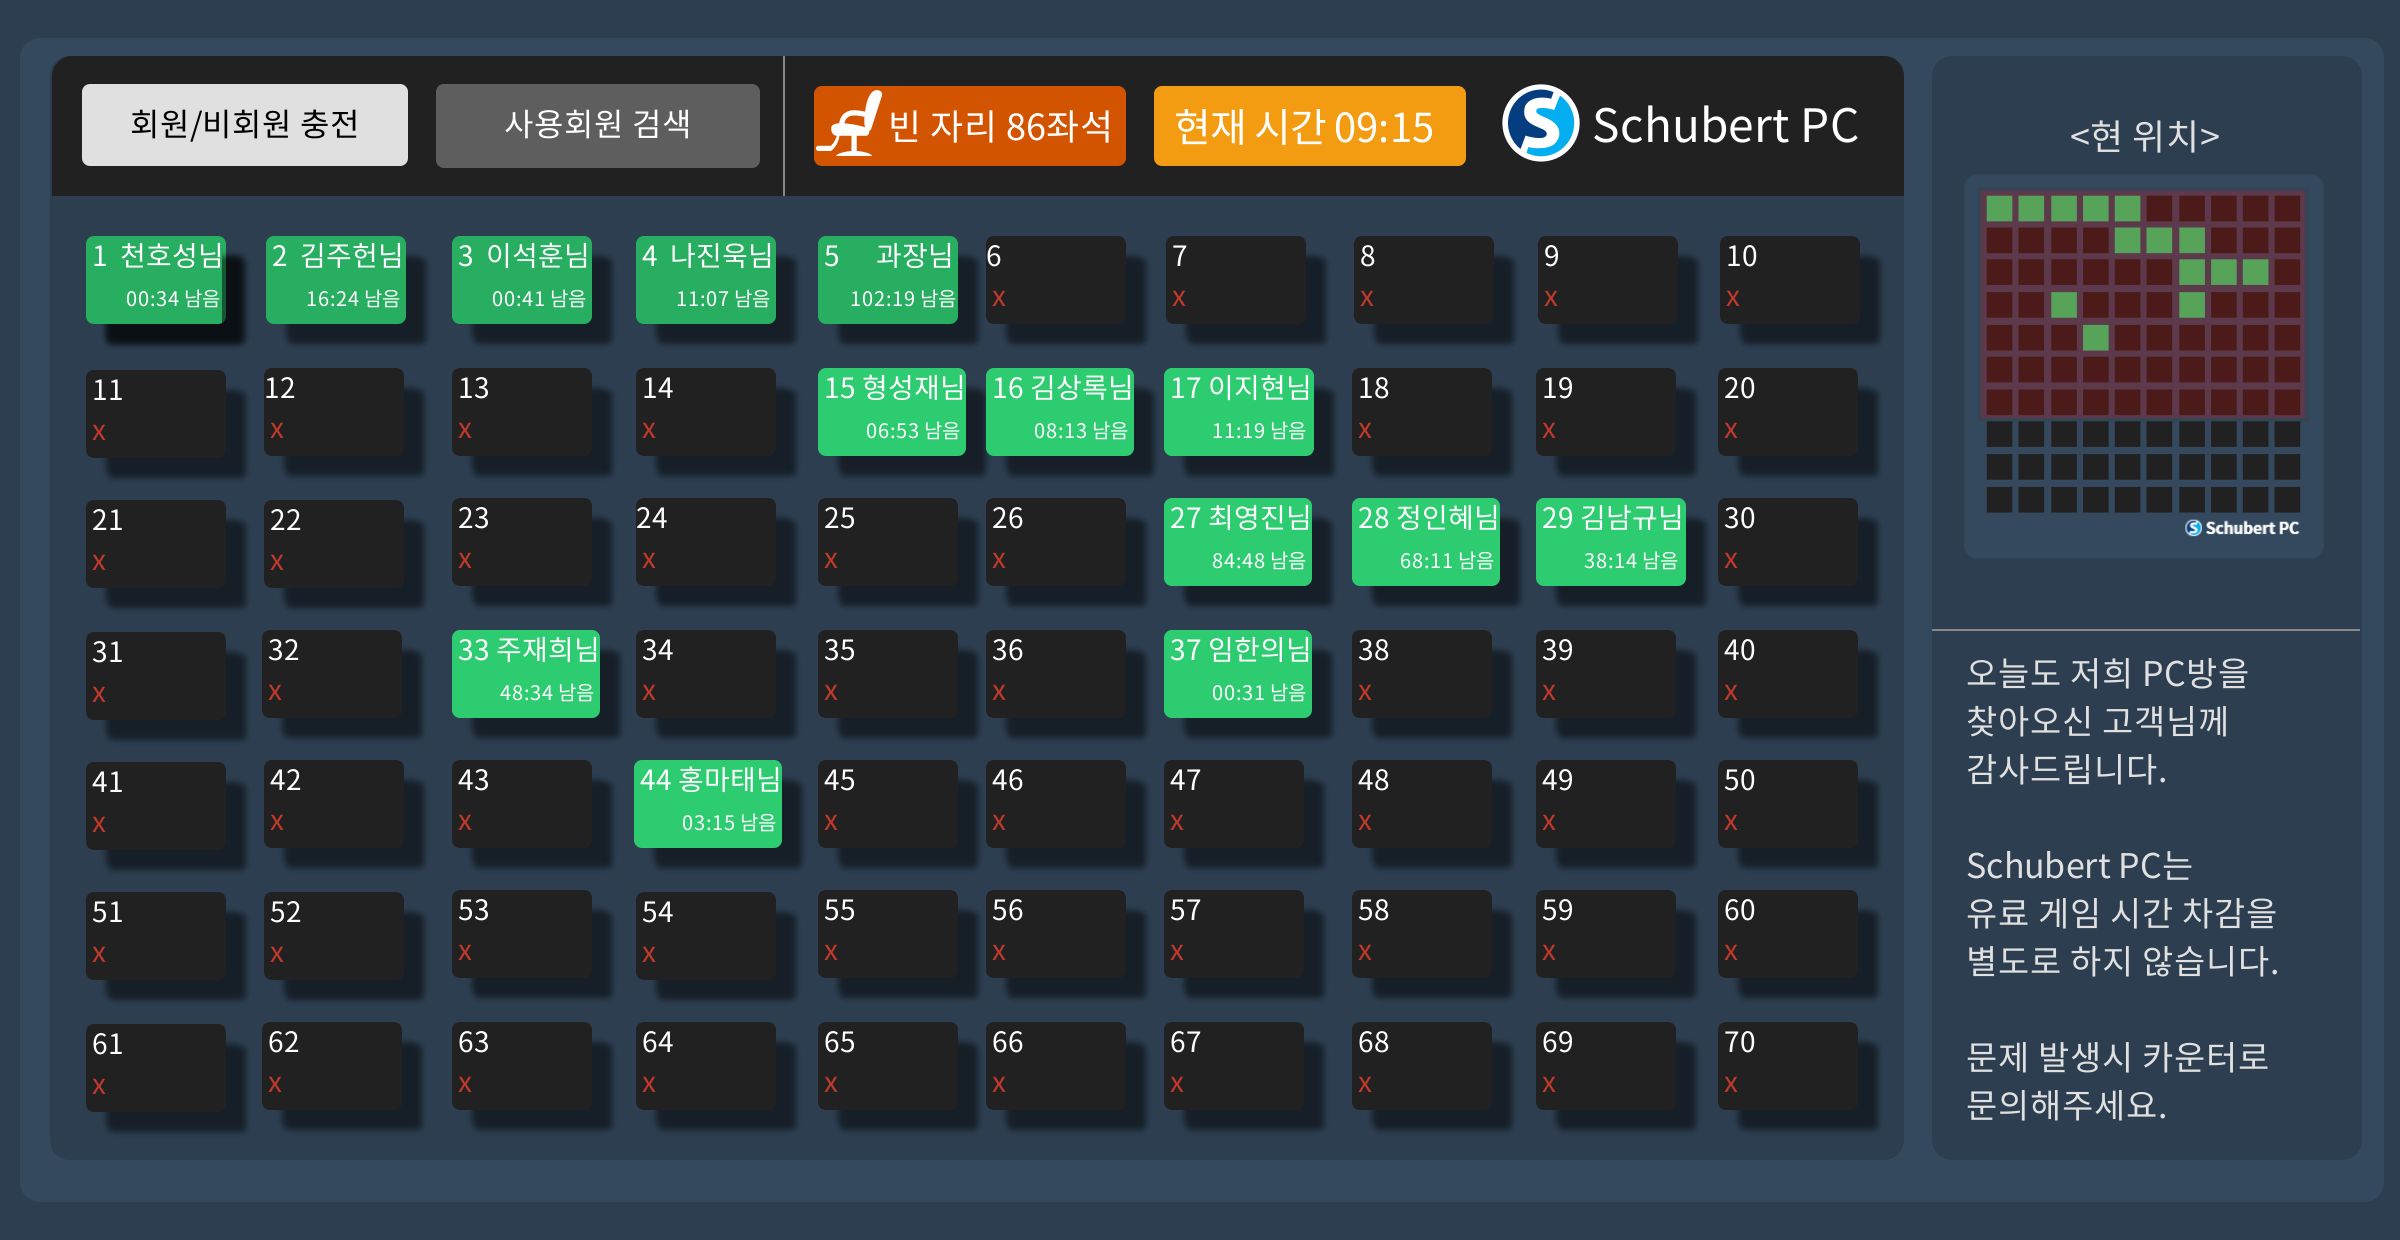 회원/비회원 충전
사용회원 검색
빈 자리 86좌석
현재 시간 09:15
Schubert PC
1 천호성님
00:34 남음
2 김주헌님
16:24 남음
3 이석훈님
00:41 남음
4 나진욱님
11:07 남음
5 과장님
102:19 남음
6
X
7
X
8
X
9
X
10
X
11
X
12
X
13
X
14
X
15 형성재님
06:53 남음
16 김상록님
08:13 남음
17 이지현님
11:19 남음
18
X
19
X
20
X
21
X
22
X
23
X
24
X
25
X
26
X
27 최영진님
84:48 남음
28 정인혜님
68:11 남음
29 김남규님
38:14 남음
30
X
31
X
32
X
33 주재희님
48:34 남음
34
X
35
X
36
X
37 임한의님
00:31 남음
38
X
39
X
40
X
41
X
42
X
43
X
44 홍마태님
03:15 남음
45
X
46
X
47
X
48
X
49
X
50
X
51
X
52
X
53
X
54
X
55
X
56
X
57
X
58
X
59
X
60
X
61
X
62
X
63
X
64
X
65
X
66
X
67
X
68
X
69
X
70
X
<현 위치>
Schubert PC
오늘도 저희 PC방을
찾아오신 고객님께
감사드립니다.
Schubert PC는
유료 게임 시간 차감을
별도로 하지 않습니다.
문제 발생시 카운터로
문의해주세요.